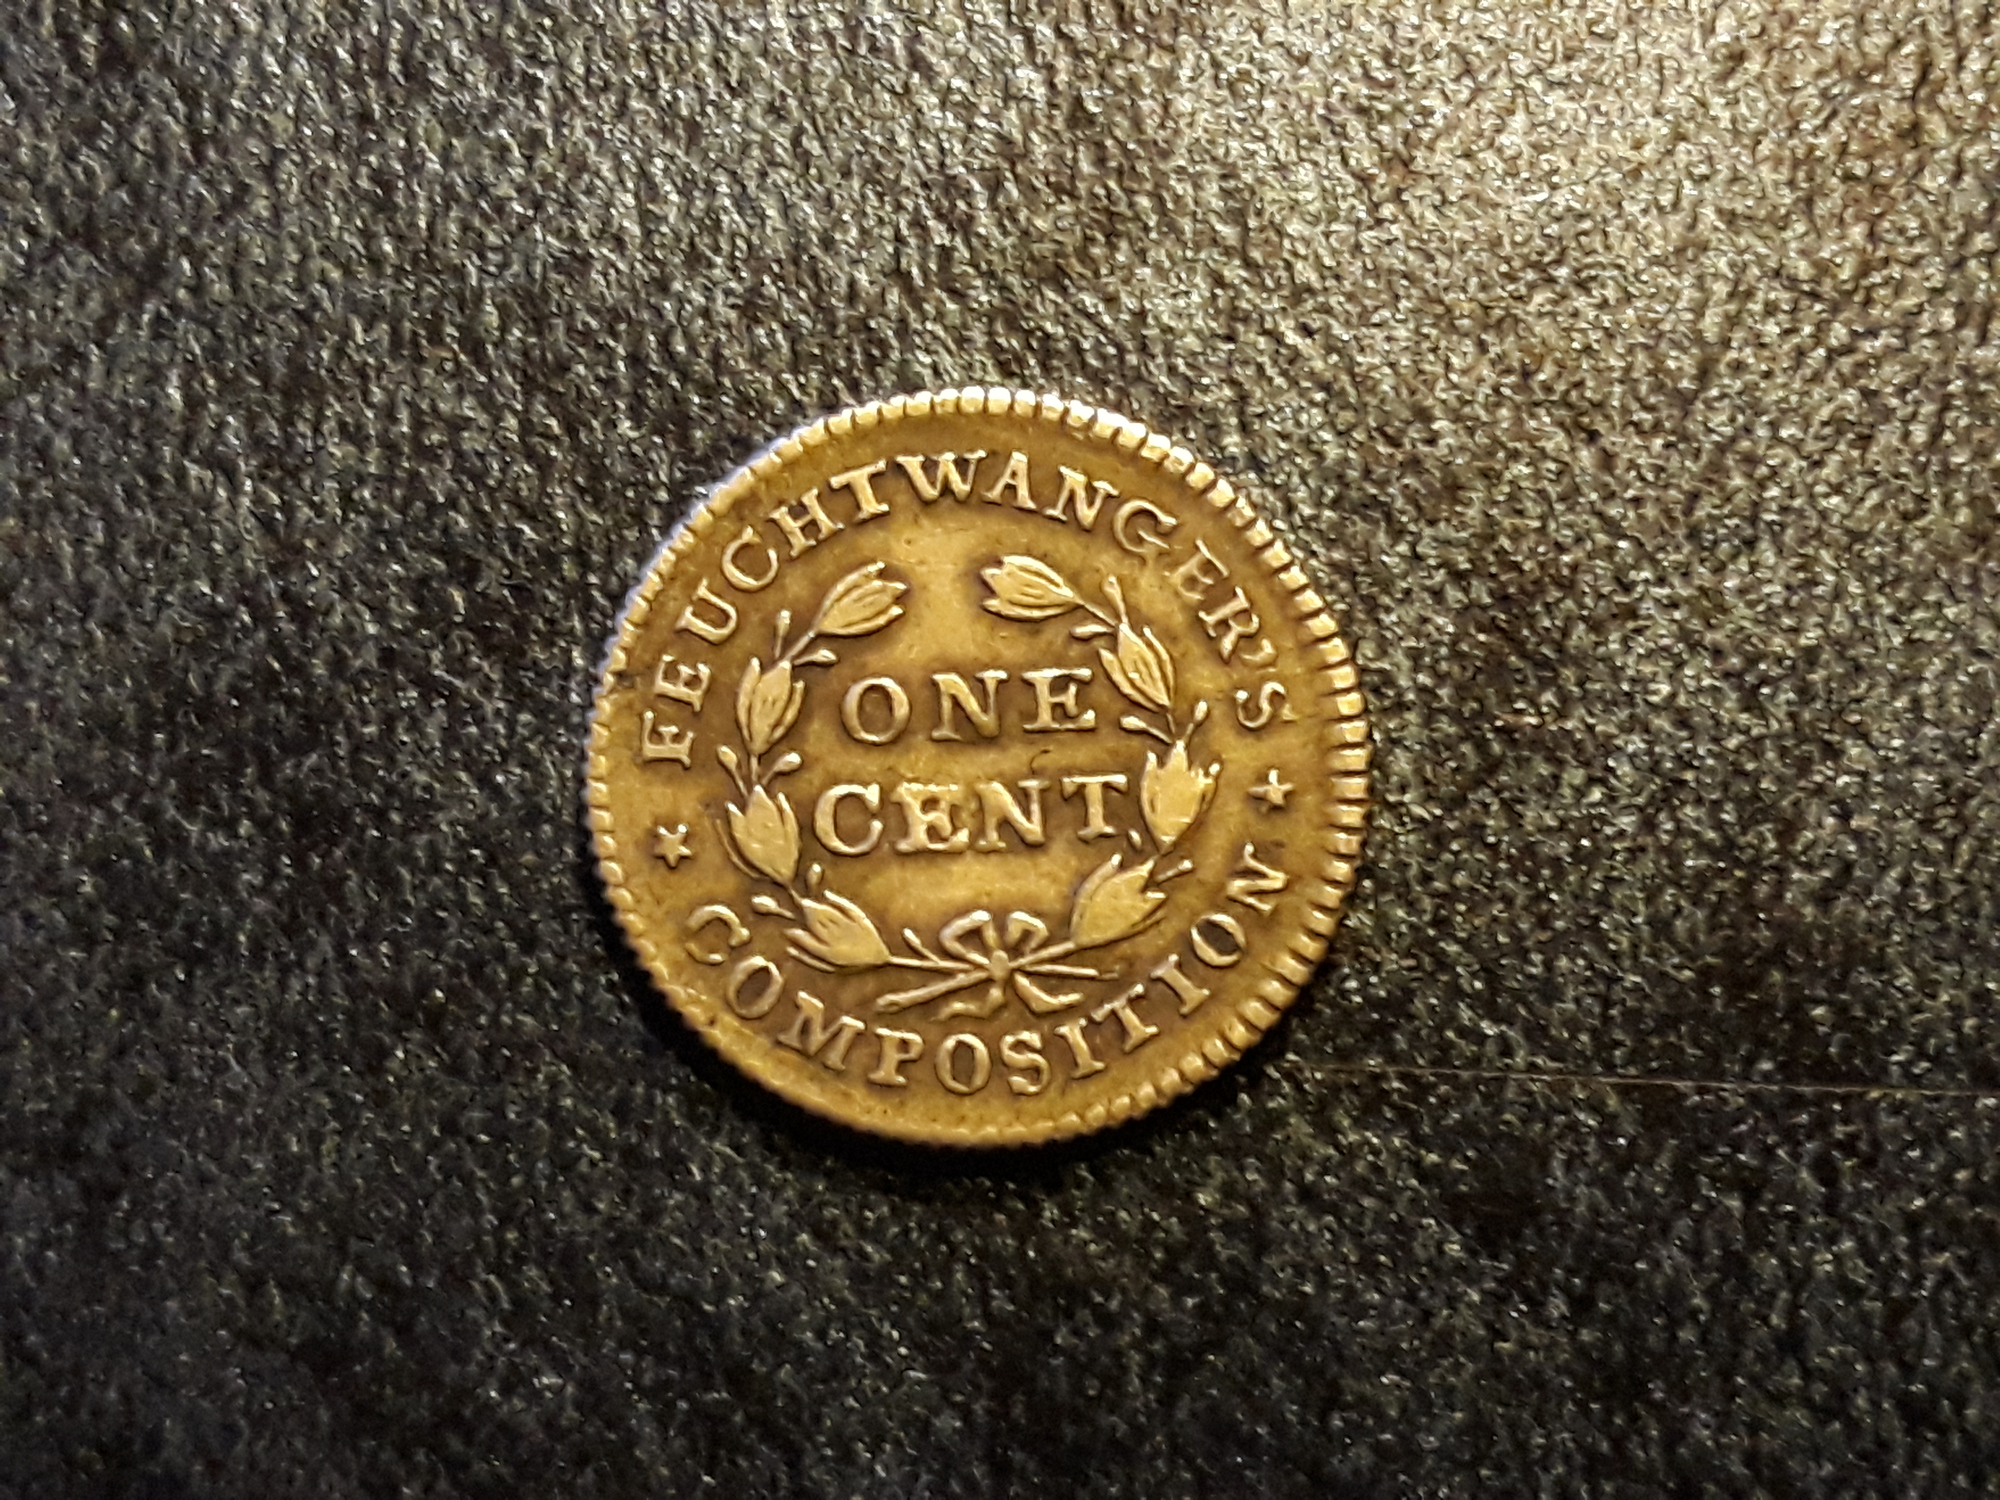 FEUCHTWANGER'S
ONE
CENT.
COMPOSITION